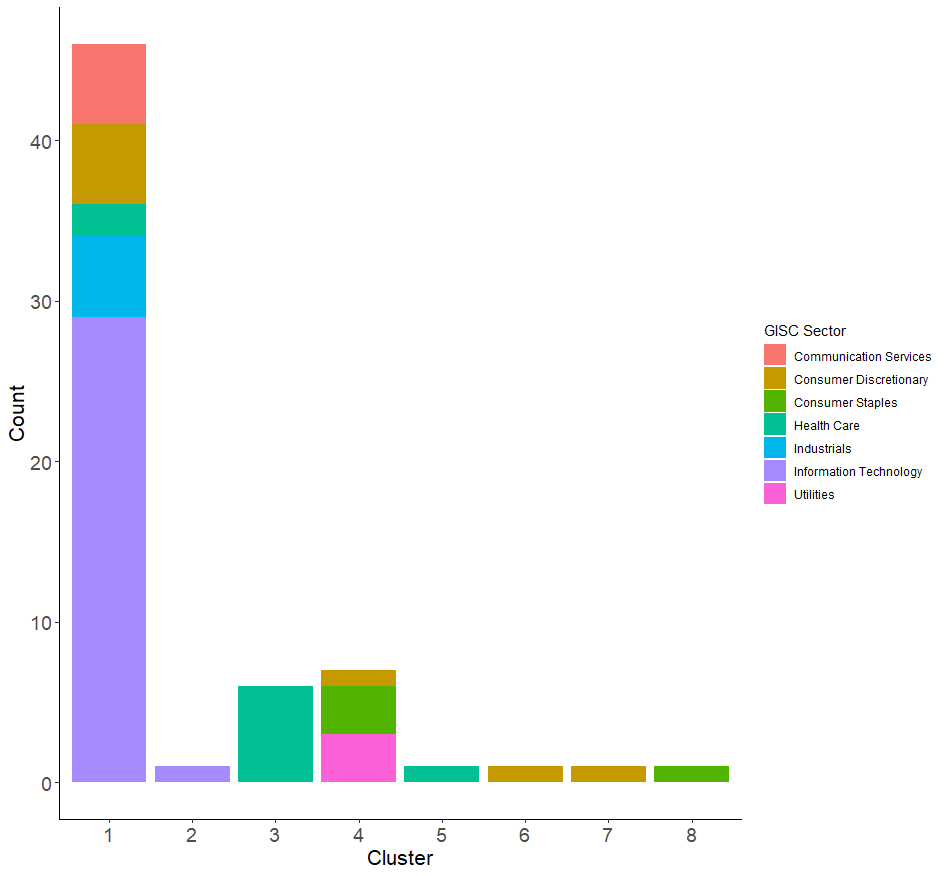 Count
40
30
20
10
0
1 2 3 4 5 6 7 8
Cluster
GISC Sector
Communication Services
Consumer Discretionary
Consumer Staples
Health Care
Industrials
Information Technology
Utilities